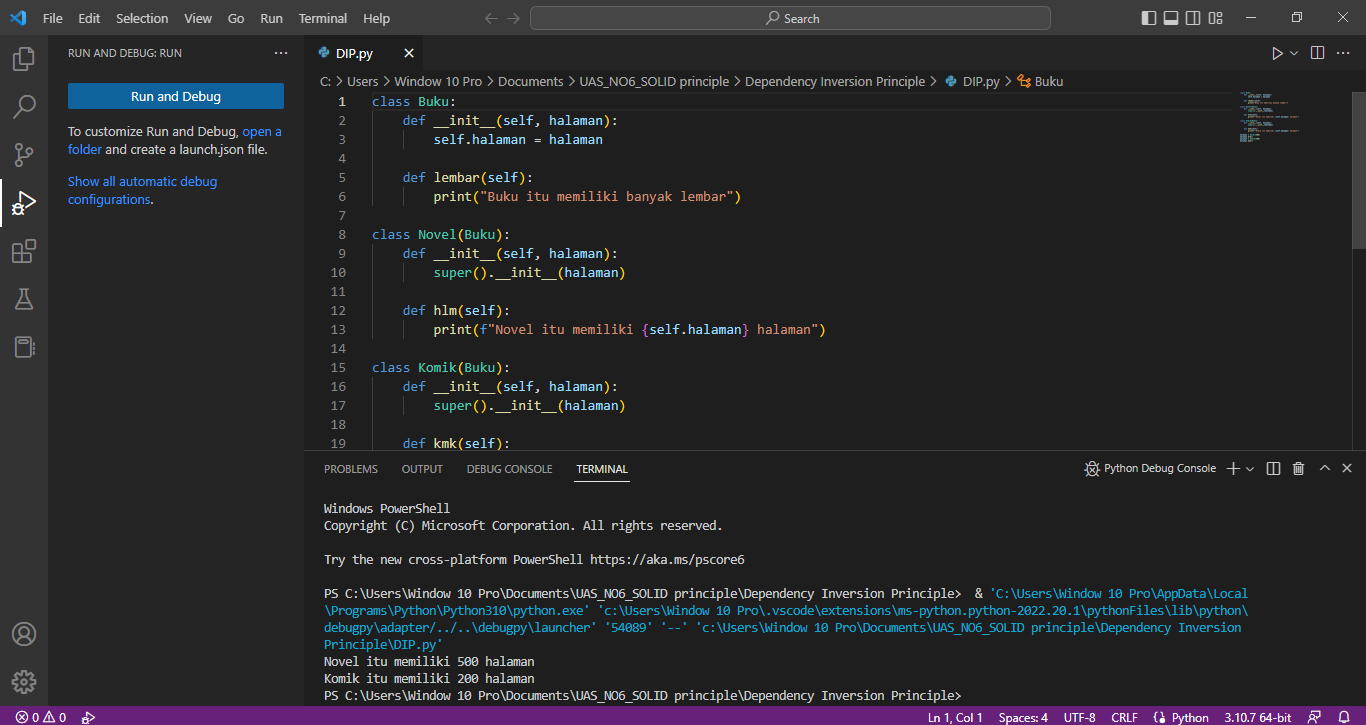 File Edit Selection View Go Run Terminal Help
Search
RUN AND DEBUG: RUN
Run and Debug
To customize Run and Debug, open a
folder and create a launch.json file.
Show all automatic debug
configurations.
DIP.py
C: > Users > Window 10 Pro > Documents > UAS_NO6_SOLID principle > Dependency Inversion Principle > DIP.py > Buku
1 class Buku:
2     def __init__(self, halaman):
3         self.halaman = halaman
4
5     def lembar(self):
6         print("Buku itu memiliki banyak lembar")
7
8 class Novel(Buku):
9     def __init__(self, halaman):
10         super().__init__(halaman)
11
12     def hlm(self):
13         print(f"Novel itu memiliki {self.halaman} halaman")
14
15 class Komik(Buku):
16     def __init__(self, halaman):
17         super().__init__(halaman)
18
19     def kmk(self):
PROBLEMS OUTPUT DEBUG CONSOLE TERMINAL
Python Debug Console
Windows PowerShell
Copyright (C) Microsoft Corporation. All rights reserved.
Try the new cross-platform PowerShell https://aka.ms/pscore6
PS C:\Users\Window 10 Pro\Documents\UAS_NO6_SOLID principle\Dependency Inversion Principle>  & 'C:\Users\Window 10 Pro\AppData\Local
\Programs\Python\Python310\python.exe' 'c:\Users\Window 10 Pro\.vscode\extensions\ms-python.python-2022.20.1\pythonFiles\lib\python\
debugpy\adapter/../..\debugpy\launcher' '54089' '--' 'c:\Users\Window 10 Pro\Documents\UAS_NO6_SOLID principle\Dependency Inversion
Principle\DIP.py'
Novel itu memiliki 500 halaman
Komik itu memiliki 200 halaman
PS C:\Users\Window 10 Pro\Documents\UAS_NO6_SOLID principle\Dependency Inversion Principle>
0 0
Ln 1, Col 1 Spaces: 4 UTF-8 CRLF Python 3.10.7 64-bit